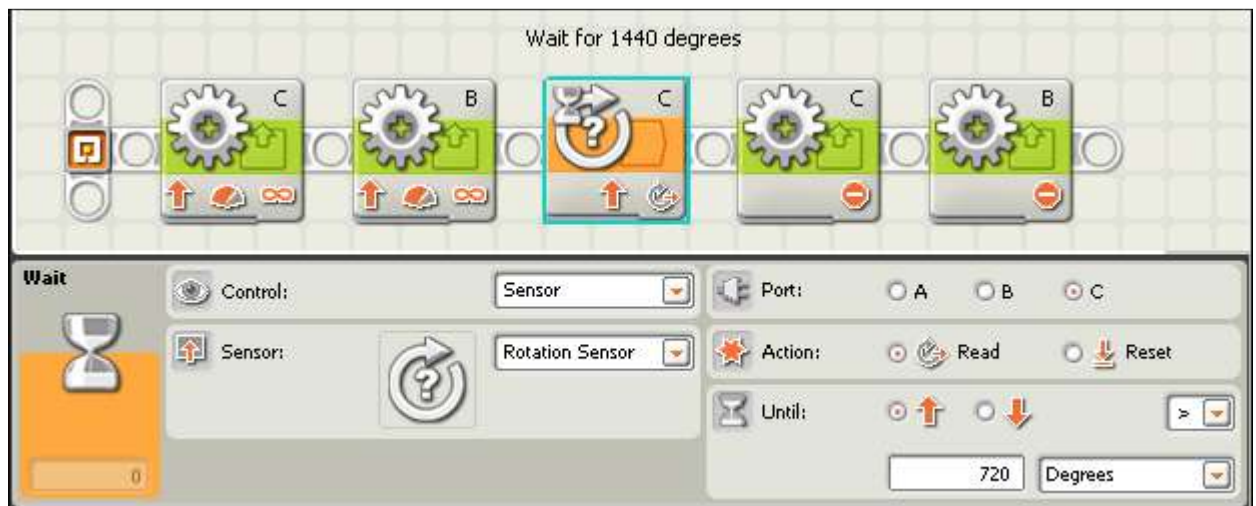 Wait for 1440 degrees
C B C C B
Wait
Control: Sensor
Port: A B C
Sensor: Rotation Sensor
Action: Read Reset
Until: >
0
720 Degrees